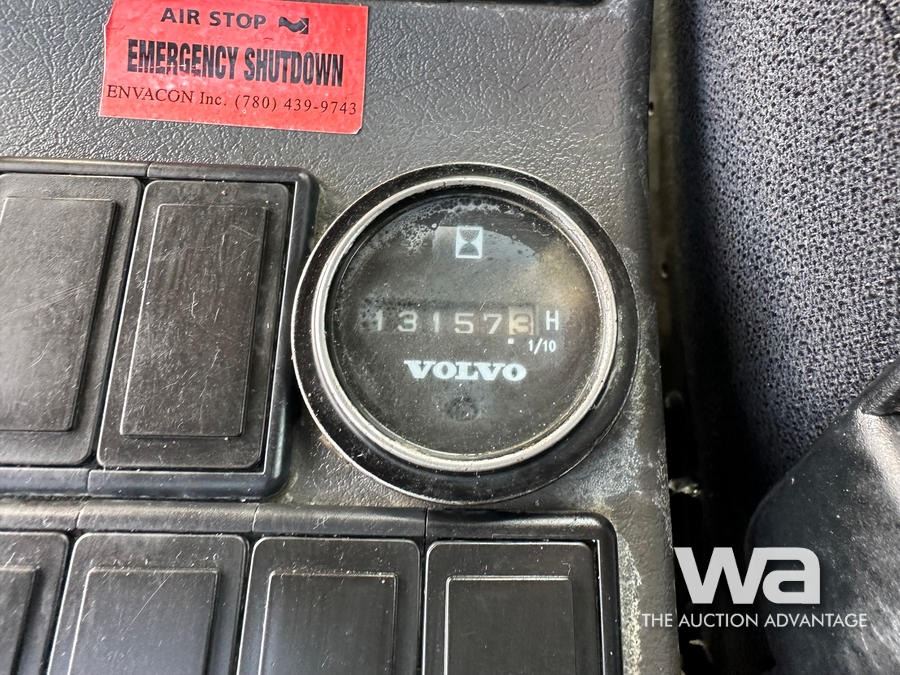 AIR STOP
EMERGENCY SHUTDOWN
ENVACON Inc. (780) 439-9743
131573 H
1/10
VOLVO
wa
THE AUCTION ADVANTAGE